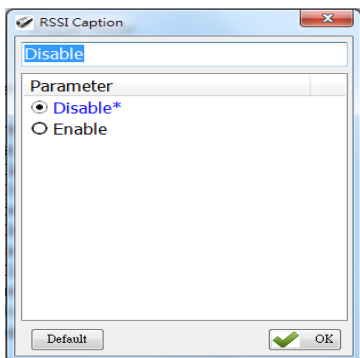 RSSI Caption
Disable
Parameter
Disable*
Enable
Default
OK